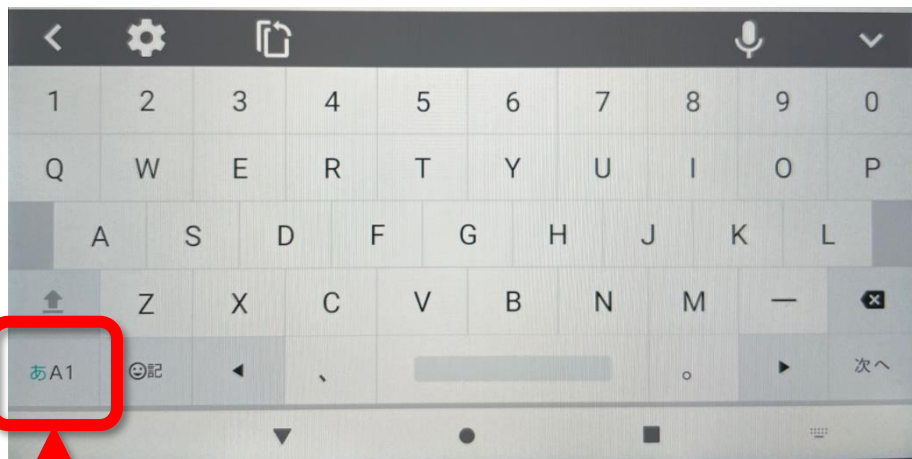 1 2 3 4 5 6 7 8 9 0
Q W E R T Y U I O P
A S D F G H J K L
Z X C V B N M ー
あA1 記 、 。 次へ